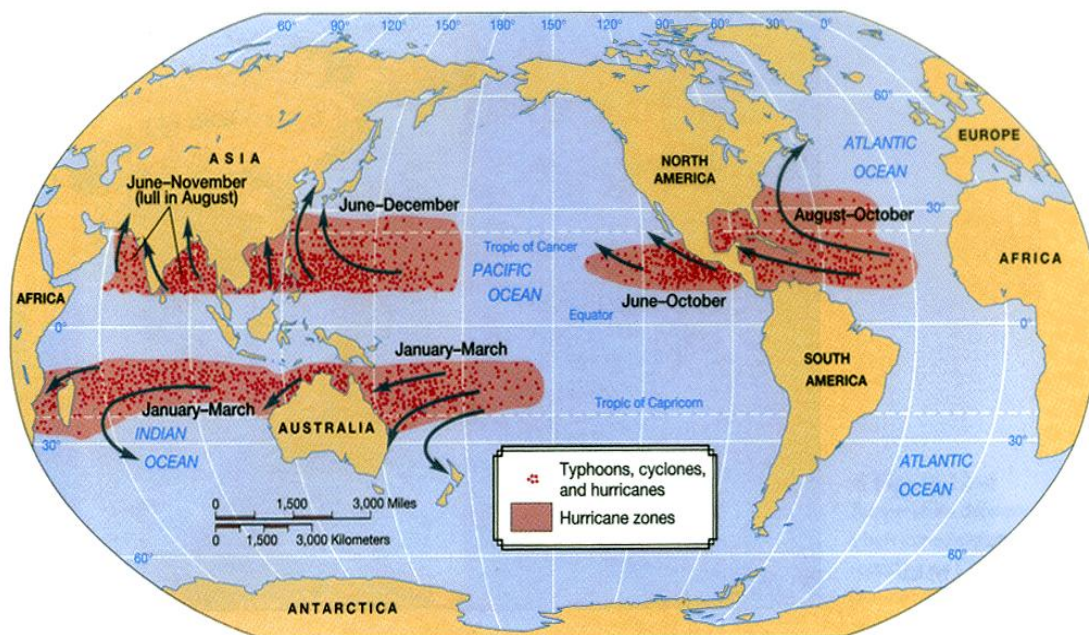 60°
90°
120°
150°
180°
150°
120°
90°
60°
30°
0°
60°
ATLANTIC
OCEAN
EUROPE
ASIA
NORTH
AMERICA
June–November
(lull in August)
June–December
August–October
30°
Tropic of Cancer
PACIFIC
OCEAN
AFRICA
AFRICA
June–October
Equator
0°
0°
January–March
SOUTH
AMERICA
January–March
Tropic of Capricorn
AUSTRALIA
INDIAN
OCEAN
30°
30°
ATLANTIC
OCEAN
Typhoons, cyclones,
and hurricanes
Hurricane zones
0 1,500 3,000 Miles
0 1,500 3,000 Kilometers
60°
60°
ANTARCTICA